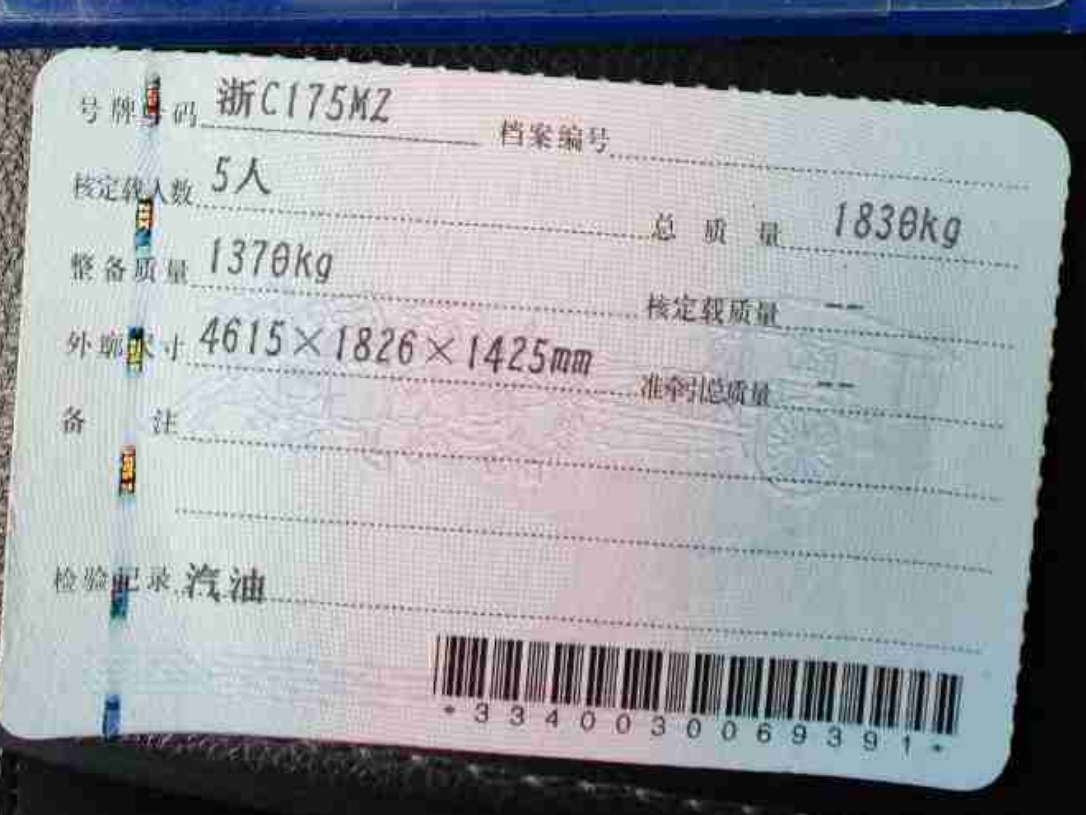 号牌号码 浙C175MZ 档案编号
核定载人数 5人 总质量 1830kg
整备质量 1370kg 核定载质量 --
外廓尺寸 4615×1826×1425mm 准牵引总质量 --
备注
检验记录 汽油
*3340030069391*